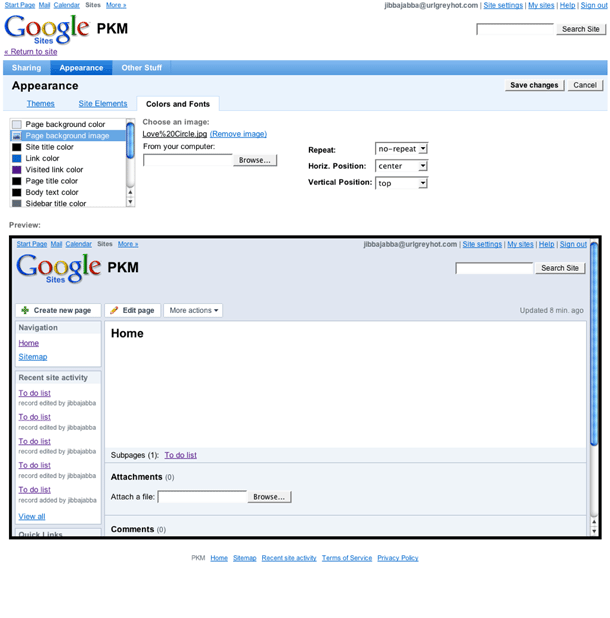 Start Page Mail Calendar Sites More »
jibbajabba@urlgreyhot.com | Site settings | My sites | Help | Sign out
Google Sites PKM
Search Site
« Return to site
Sharing Appearance Other Stuff
Appearance
Save changes Cancel
Themes Site Elements Colors and Fonts
Page background color
Page background image
Site title color
Link color
Visited link color
Page title color
Body text color
Sidebar title color
Choose an image:
Love%20Circle.jpg (Remove image)
From your computer:
Browse...
Repeat: no-repeat
Horiz. Position: center
Vertical Position: top
Preview:
Start Page Mail Calendar Sites More »
jibbajabba@urlgreyhot.com | Site settings | My sites | Help | Sign out
Google Sites PKM
Search Site
Create new page Edit page More actions
Updated 8 min. ago
Navigation
Home
Sitemap
Recent site activity
To do list
record edited by jibbajabba
To do list
record edited by jibbajabba
To do list
record edited by jibbajabba
To do list
record edited by jibbajabba
To do list
record added by jibbajabba
View all
Quick Links
Home
Subpages (1): To do list
Attachments (0)
Attach a file: Browse...
Comments (0)
PKM Home Sitemap Recent site activity Terms of Service Privacy Policy